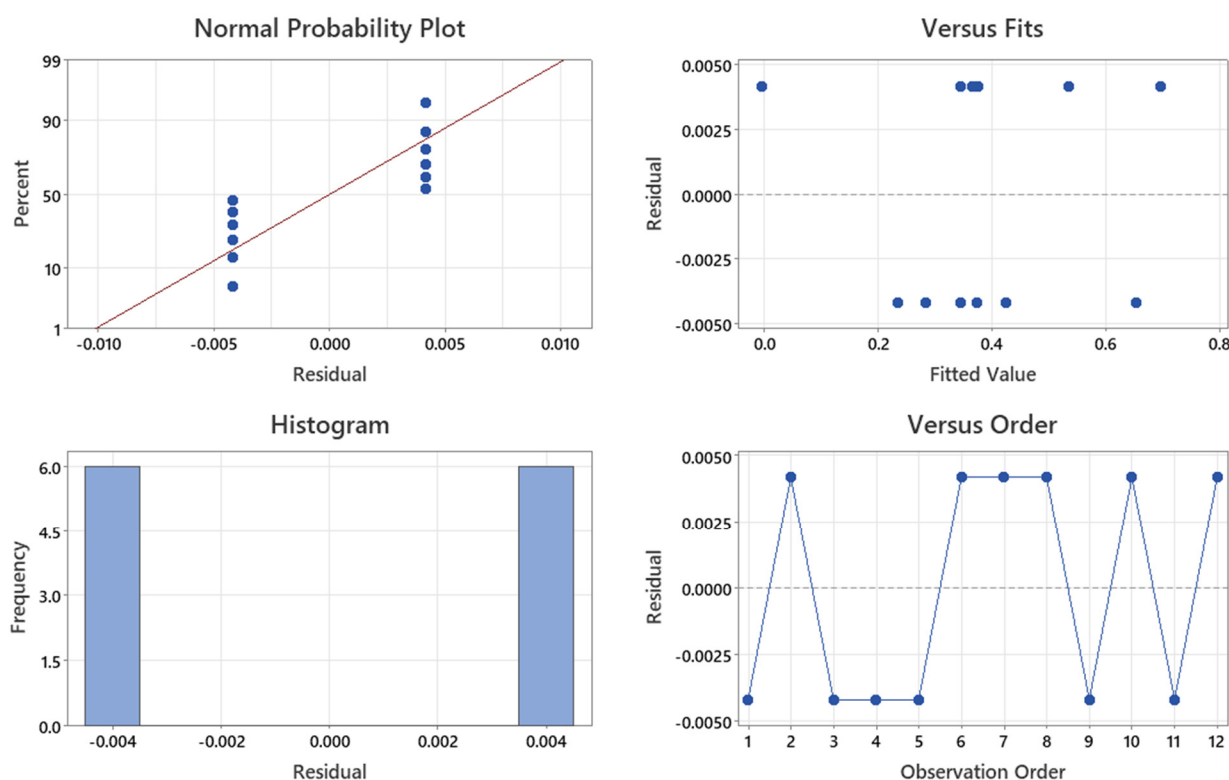 Normal Probability Plot
99
90
50
10
1
Percent
-0.010
-0.005
0.000
0.005
0.010
Residual
Versus Fits
0.0050
0.0025
0.0000
-0.0025
-0.0050
Residual
0.0
0.2
0.4
0.6
0.8
Fitted Value
Histogram
6.0
4.5
3.0
1.5
0.0
Frequency
-0.004
-0.002
0.000
0.002
0.004
Residual
Versus Order
0.0050
0.0025
0.0000
-0.0025
-0.0050
Residual
1 2 3 4 5 6 7 8 9 10 11 12
Observation Order